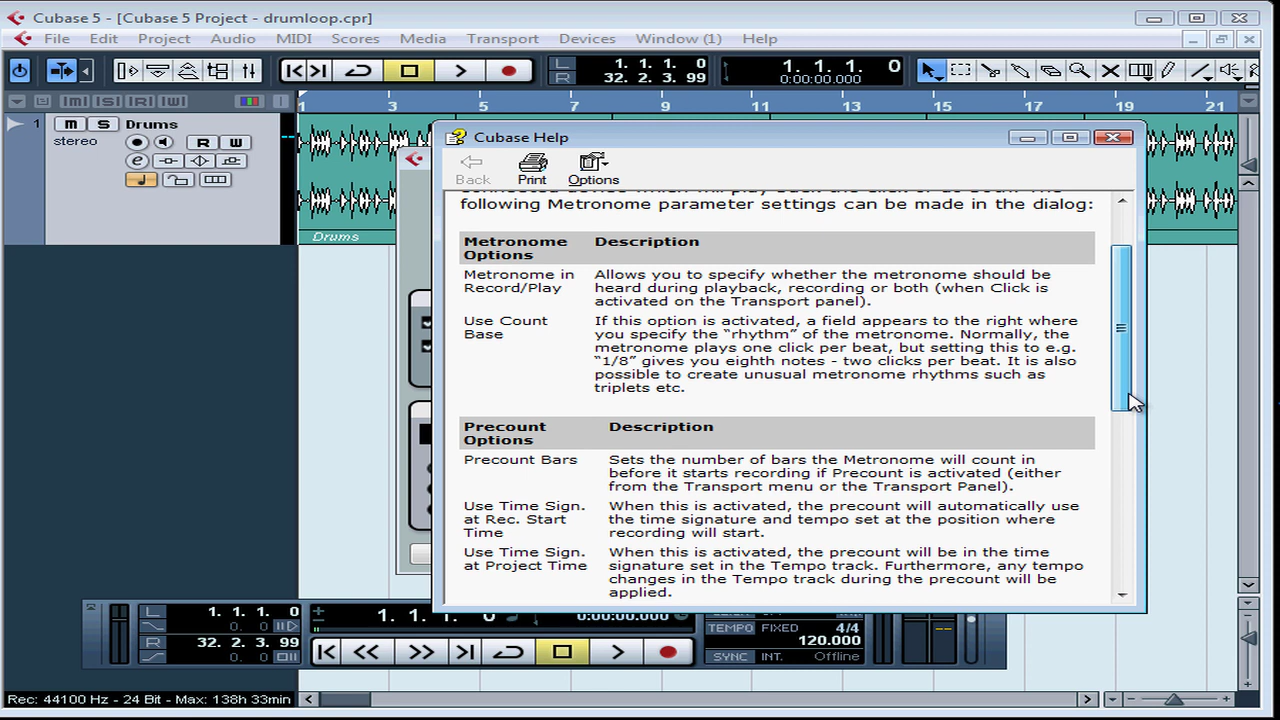 Cubase 5 - [Cubase 5 Project - drumloop.cpr]
File Edit Project Audio MIDI Scores Media Transport Devices Window (1) Help
L 1. 1. 1. 0
R 32. 2. 3. 99
1. 1. 1. 0
0:00:00.000
M S R W
1 3 5 7 9 11 13 15 17 19 21
1 M S Drums
stereo
R W
e
Drums
Cubase Help
Back Print Options
following Metronome parameter settings can be made in the dialog:
Metronome Options
Description
Metronome in Record/Play
Allows you to specify whether the metronome should be
heard during playback, recording or both (when Click is
activated on the Transport panel).
Use Count Base
If this option is activated, a field appears to the right where
you specify the “rhythm” of the metronome. Normally, the
metronome plays one click per beat, but setting this to e.g.
“1/8” gives you eighth notes - two clicks per beat. It is also
possible to create unusual metronome rhythms such as
triplets etc.
Precount Options
Description
Precount Bars
Sets the number of bars the Metronome will count in
before it starts recording if Precount is activated (either
from the Transport menu or the Transport Panel).
Use Time Sign. at Rec. Start Time
When this is activated, the precount will automatically use
the time signature and tempo set at the position where
recording will start.
Use Time Sign. at Project Time
When this is activated, the precount will be in the time
signature set in the Tempo track. Furthermore, any tempo
changes in the Tempo track during the precount will be
applied.
L 1. 1. 1. 0
0. 0
R 32. 2. 3. 99
0. 0
1. 1. 1. 0
0:00:00.000
TEMPO FIXED 4/4
120.000
SYNC INT. Offline
Rec: 44100 Hz - 24 Bit - Max: 138h 33min